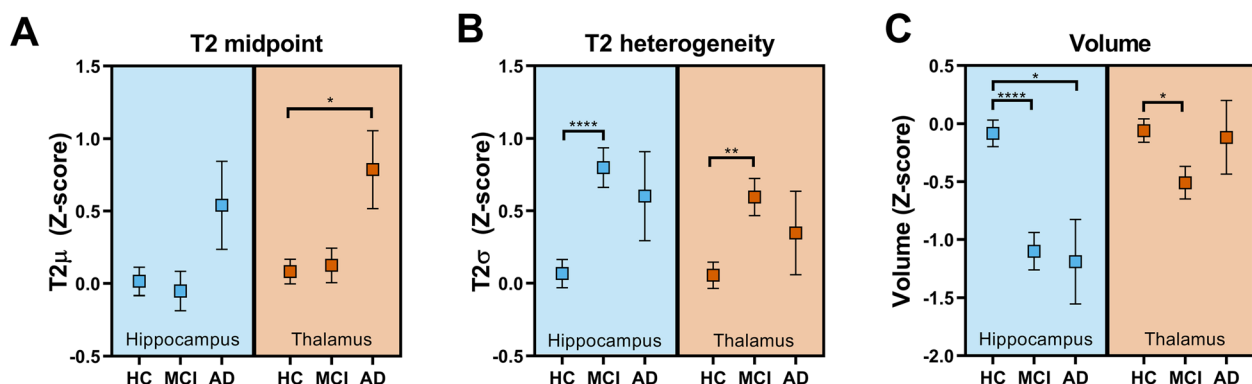 A
T2 midpoint
T2μ (Z-score)
1.5
1.0
0.5
0.0
-0.5
*
Hippocampus
Thalamus
HC MCI AD HC MCI AD
B
T2 heterogeneity
T2σ (Z-score)
1.5
1.0
0.5
0.0
-0.5
****
**
Hippocampus
Thalamus
HC MCI AD HC MCI AD
C
Volume
Volume (Z-score)
0.5
0.0
-0.5
-1.0
-1.5
-2.0
*
****
*
Hippocampus
Thalamus
HC MCI AD HC MCI AD